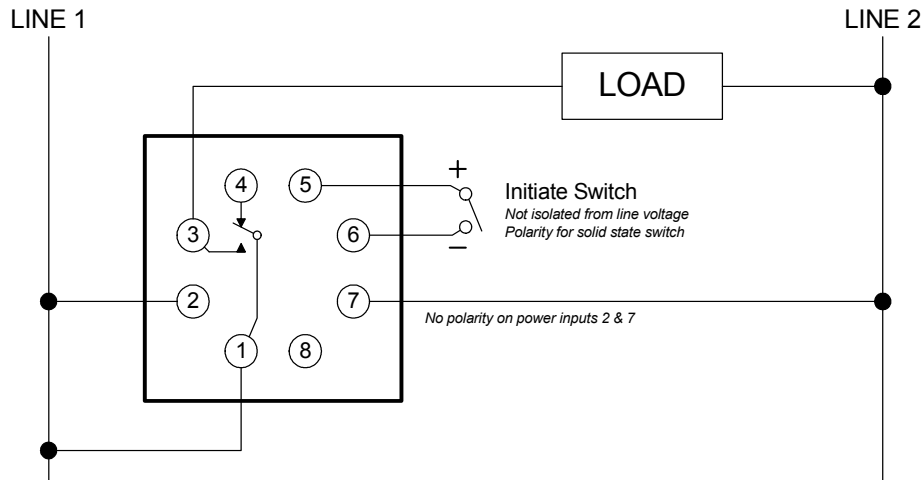 LINE 1
LINE 2
LOAD
4
5
+
Initiate Switch
Not isolated from line voltage
Polarity for solid state switch
3
6
−
2
7
No polarity on power inputs 2 & 7
1
8